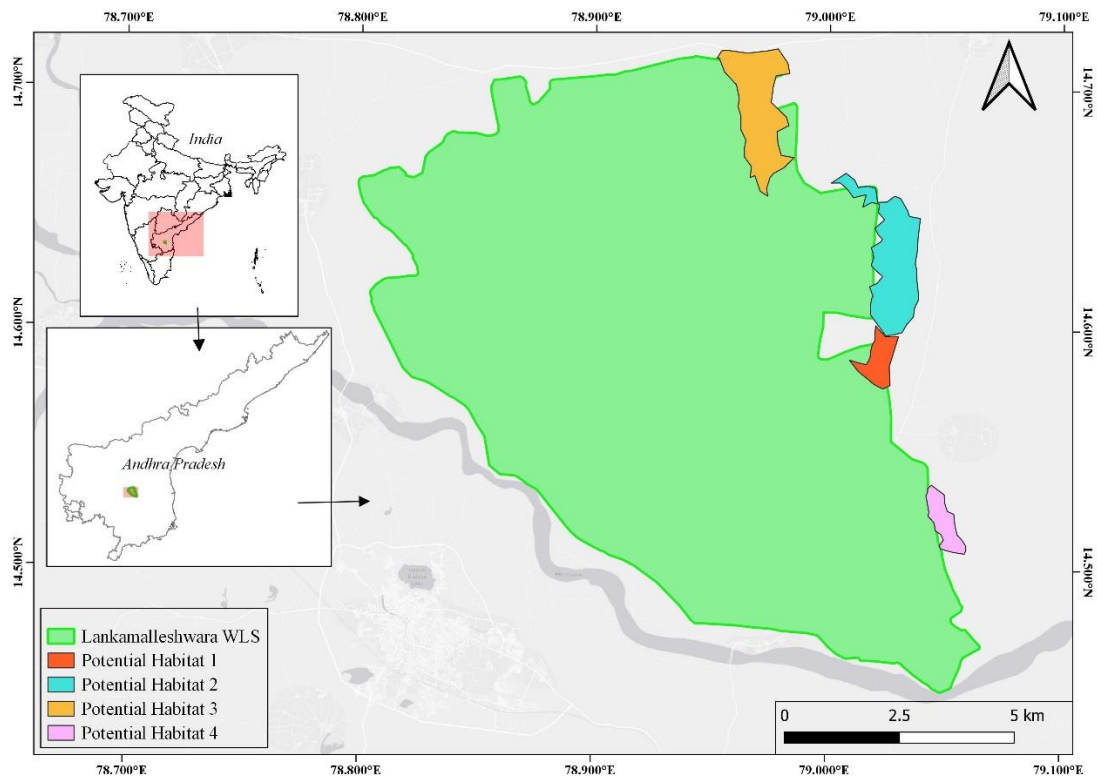 78.700°E 78.800°E 78.900°E 79.000°E 79.100°E
14.700°N
14.700°N
India
14.600°N
14.600°N
Andhra Pradesh
14.500°N
14.500°N
Lankamalleshwara WLS
Potential Habitat 1
Potential Habitat 2
Potential Habitat 3
Potential Habitat 4
0 2.5 5 km
78.700°E 78.800°E 78.900°E 79.000°E 79.100°E